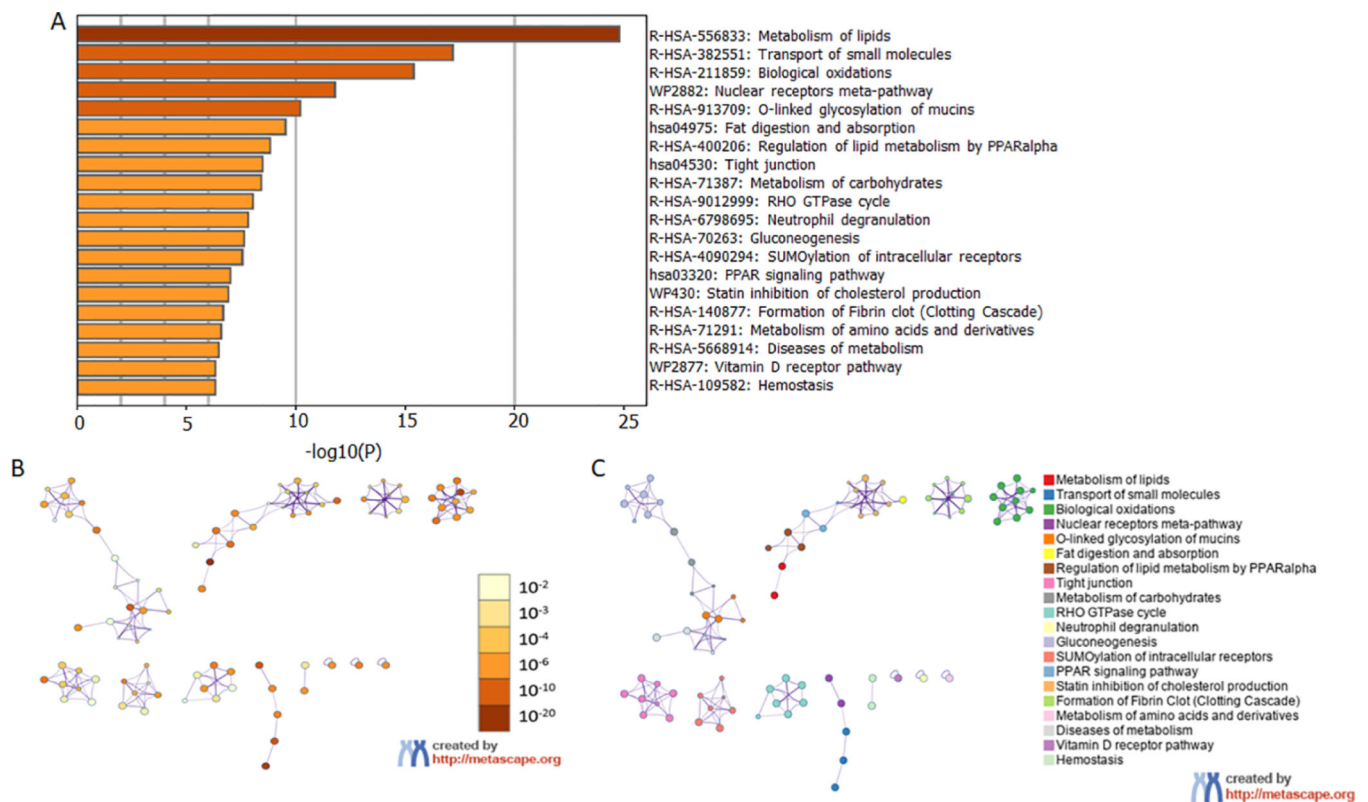 A
R-HSA-556833: Metabolism of lipids
R-HSA-382551: Transport of small molecules
R-HSA-211859: Biological oxidations
WP2882: Nuclear receptors meta-pathway
R-HSA-913709: O-linked glycosylation of mucins
hsa04975: Fat digestion and absorption
R-HSA-400206: Regulation of lipid metabolism by PPARalpha
hsa04530: Tight junction
R-HSA-71387: Metabolism of carbohydrates
R-HSA-9012999: RHO GTPase cycle
R-HSA-6798695: Neutrophil degranulation
R-HSA-70263: Gluconeogenesis
R-HSA-4090294: SUMOylation of intracellular receptors
hsa03320: PPAR signaling pathway
WP430: Statin inhibition of cholesterol production
R-HSA-140877: Formation of Fibrin clot (Clotting Cascade)
R-HSA-71291: Metabolism of amino acids and derivatives
R-HSA-5668914: Diseases of metabolism
WP2877: Vitamin D receptor pathway
R-HSA-109582: Hemostasis
0 5 10 15 20 25
-log10(P)
B
10-2
10-3
10-4
10-6
10-10
10-20
created by
http://metascape.org
C
Metabolism of lipids
Transport of small molecules
Biological oxidations
Nuclear receptors meta-pathway
O-linked glycosylation of mucins
Fat digestion and absorption
Regulation of lipid metabolism by PPARalpha
Tight junction
Metabolism of carbohydrates
RHO GTPase cycle
Neutrophil degranulation
Gluconeogenesis
SUMOylation of intracellular receptors
PPAR signaling pathway
Statin inhibition of cholesterol production
Formation of Fibrin Clot (Clotting Cascade)
Metabolism of amino acids and derivatives
Diseases of metabolism
Vitamin D receptor pathway
Hemostasis
created by
http://metascape.org